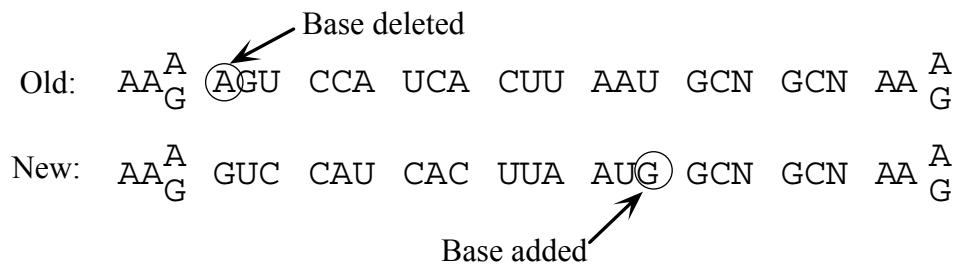 Base deleted
Old: AA A/G AGU CCA UCA CUU AAU GCN GCN AA A/G
New: AA A/G GUC CAU CAC UUA AUG GCN GCN AA A/G
Base added